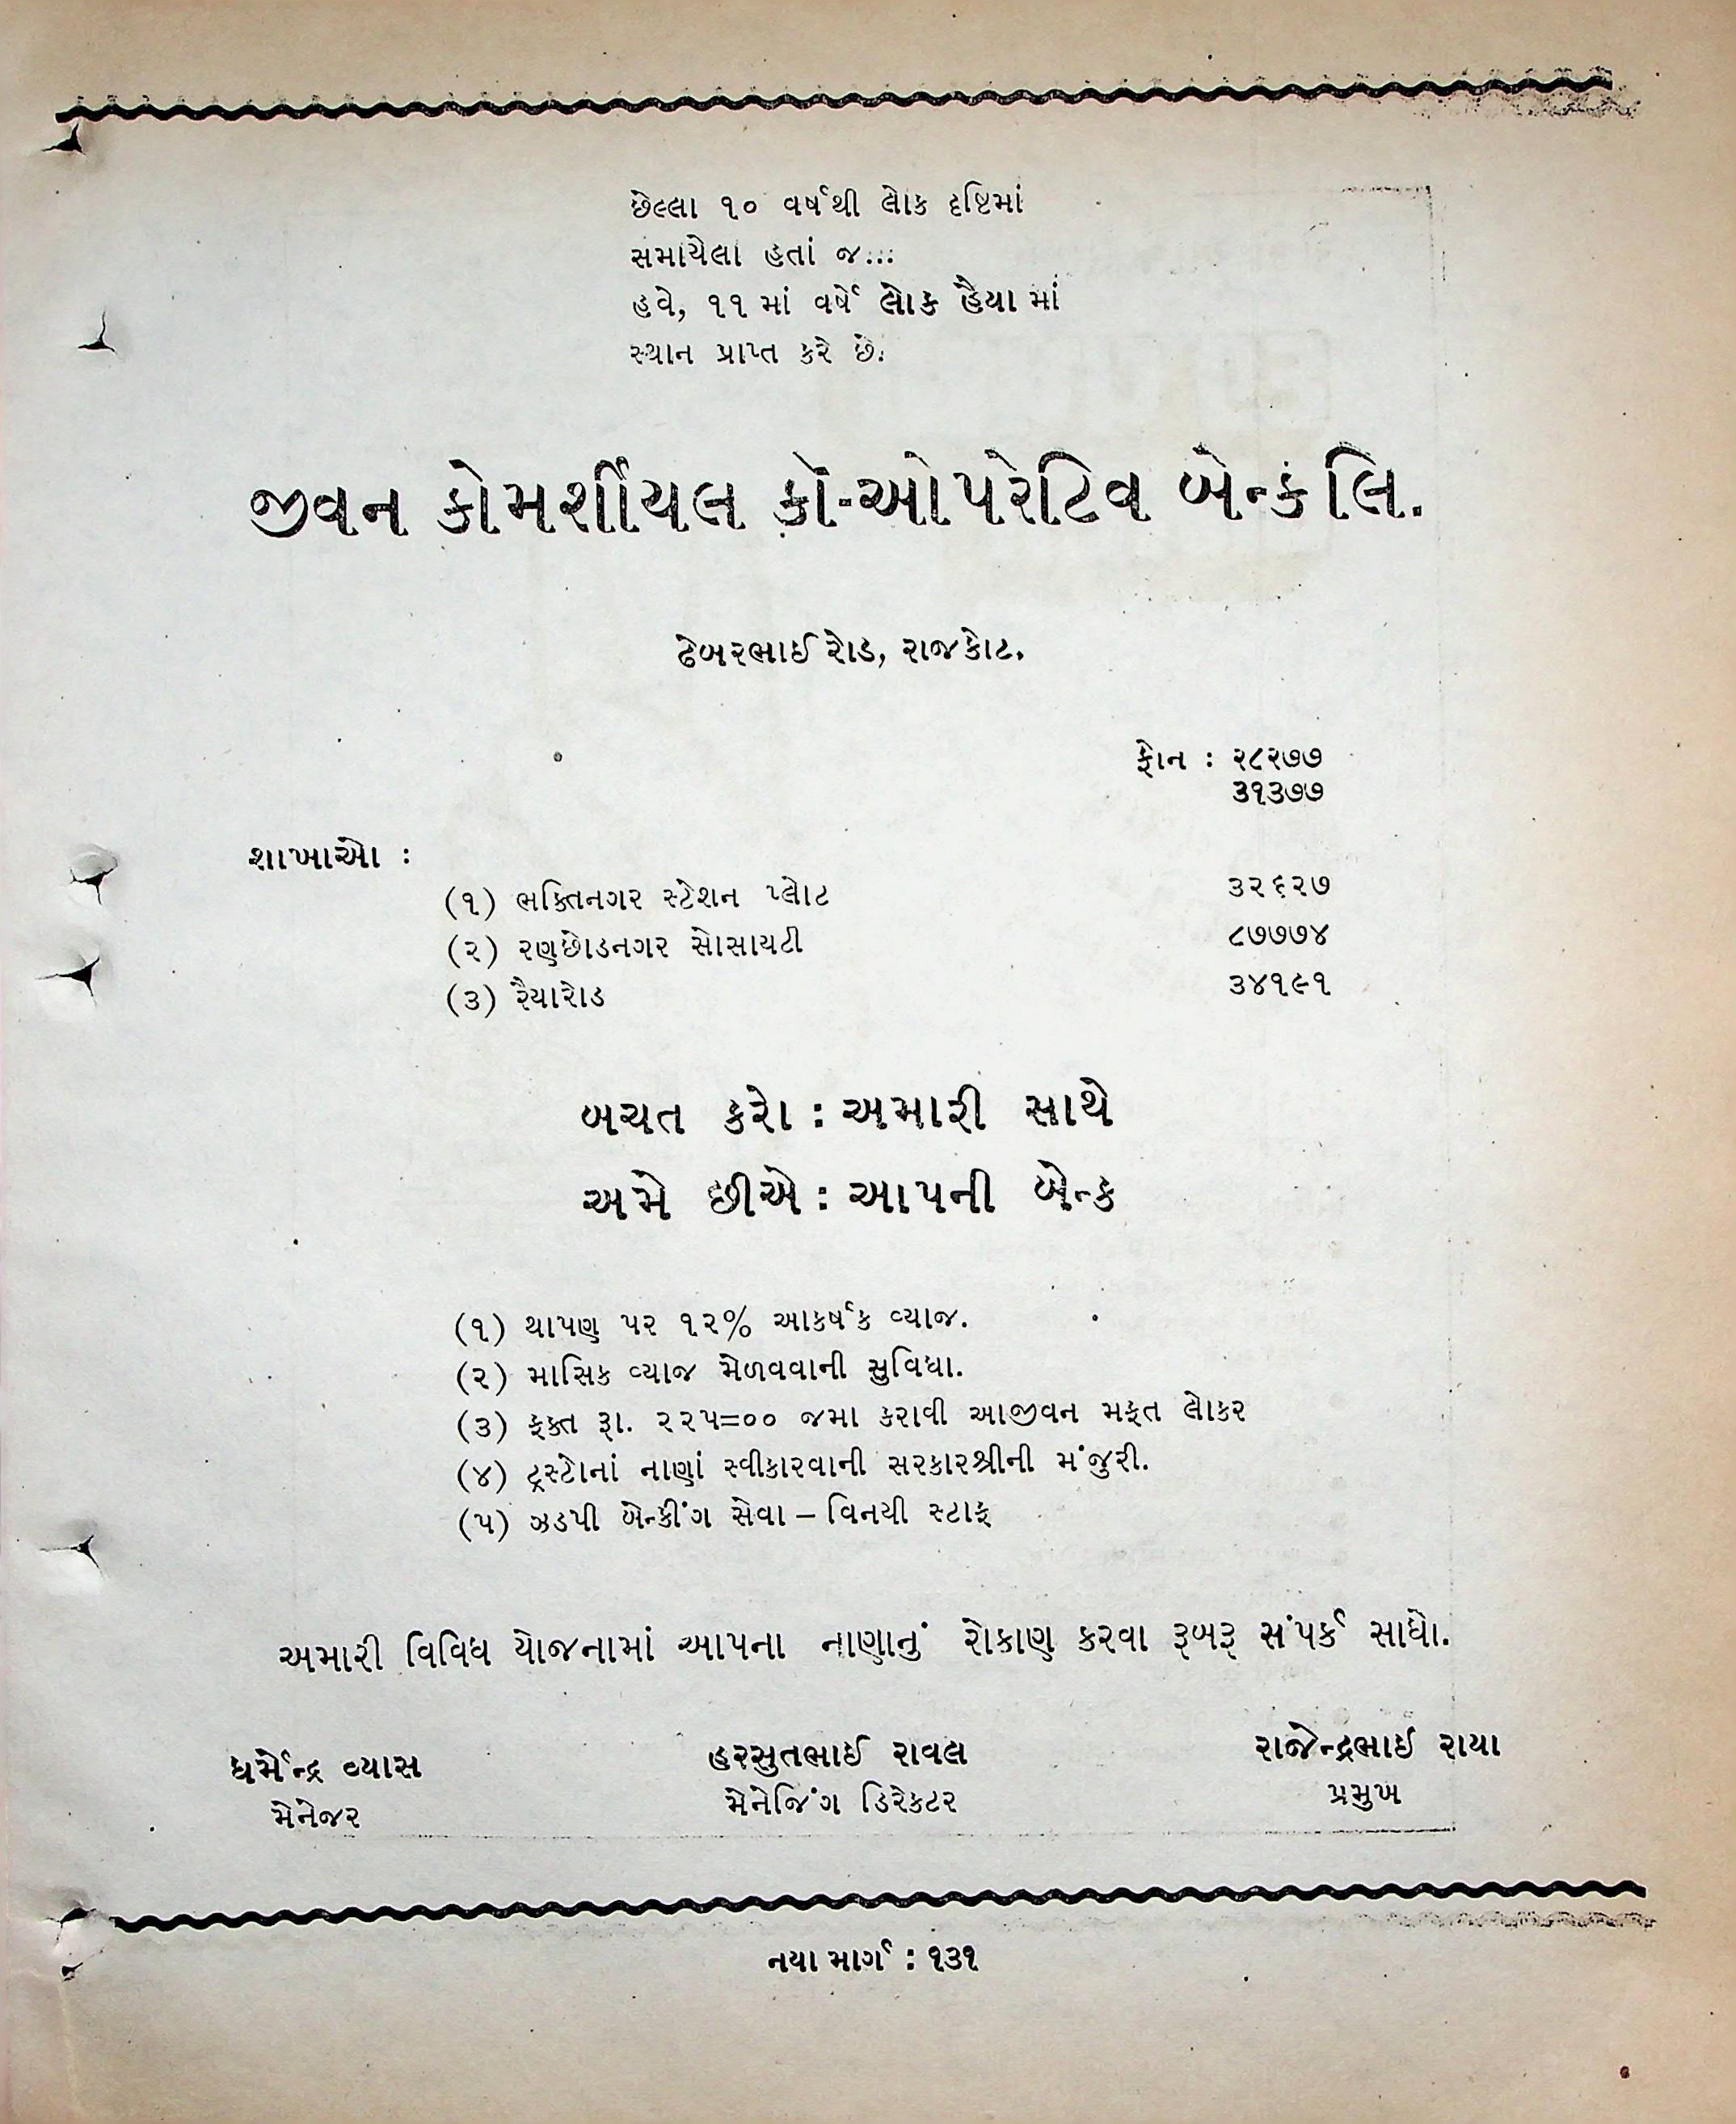 છેલ્લા ૧૦ વર્ષથી લોક દૃષ્ટિમાં
સમાયેલા હતાં જ...
હવે, ૧૧ માં વર્ષે લોક હૈયા માં
સ્થાન પ્રાપ્ત કરે છે.
જીવન કોમર્શીયલ કો-ઓપરેટિવ બેન્ક લિ.
ઢેબરભાઈ રોડ, રાજકોટ.
ફોન : ૨૮૨૭૭
૩૧૩૭૭
શાખાઓ :
(૧) ભક્તિનગર સ્ટેશન પ્લોટ ૩૨૬૨૭
(૨) રણછોડનગર સોસાયટી ૮૭૭૭૪
(૩) રૈયારોડ ૩૪૧૯૧
બચત કરો : અમારી સાથે
અમે છીએ : આપની બેન્ક
(૧) થાપણ પર ૧૨% આકર્ષક વ્યાજ.
(૨) માસિક વ્યાજ મેળવવાની સુવિધા.
(૩) ફક્ત રૂા. ૨૨૫=૦૦ જમા કરાવી આજીવન મફત લોકર
(૪) ટ્રસ્ટોનાં નાણાં સ્વીકારવાની સરકારશ્રીની મંજુરી.
(૫) ઝડપી બેન્કીંગ સેવા – વિનયી સ્ટાફ
અમારી વિવિધ યોજનામાં આપના નાણાનું રોકાણ કરવા રૂબરૂ સંપર્ક સાધો.
ધર્મેન્દ્ર વ્યાસ હરસુતભાઈ રાવલ રાજેન્દ્રભાઈ રાયા
મેનેજર મેનેજિંગ ડિરેકટર પ્રમુખ
નયા માર્ગ : ૧૩૧